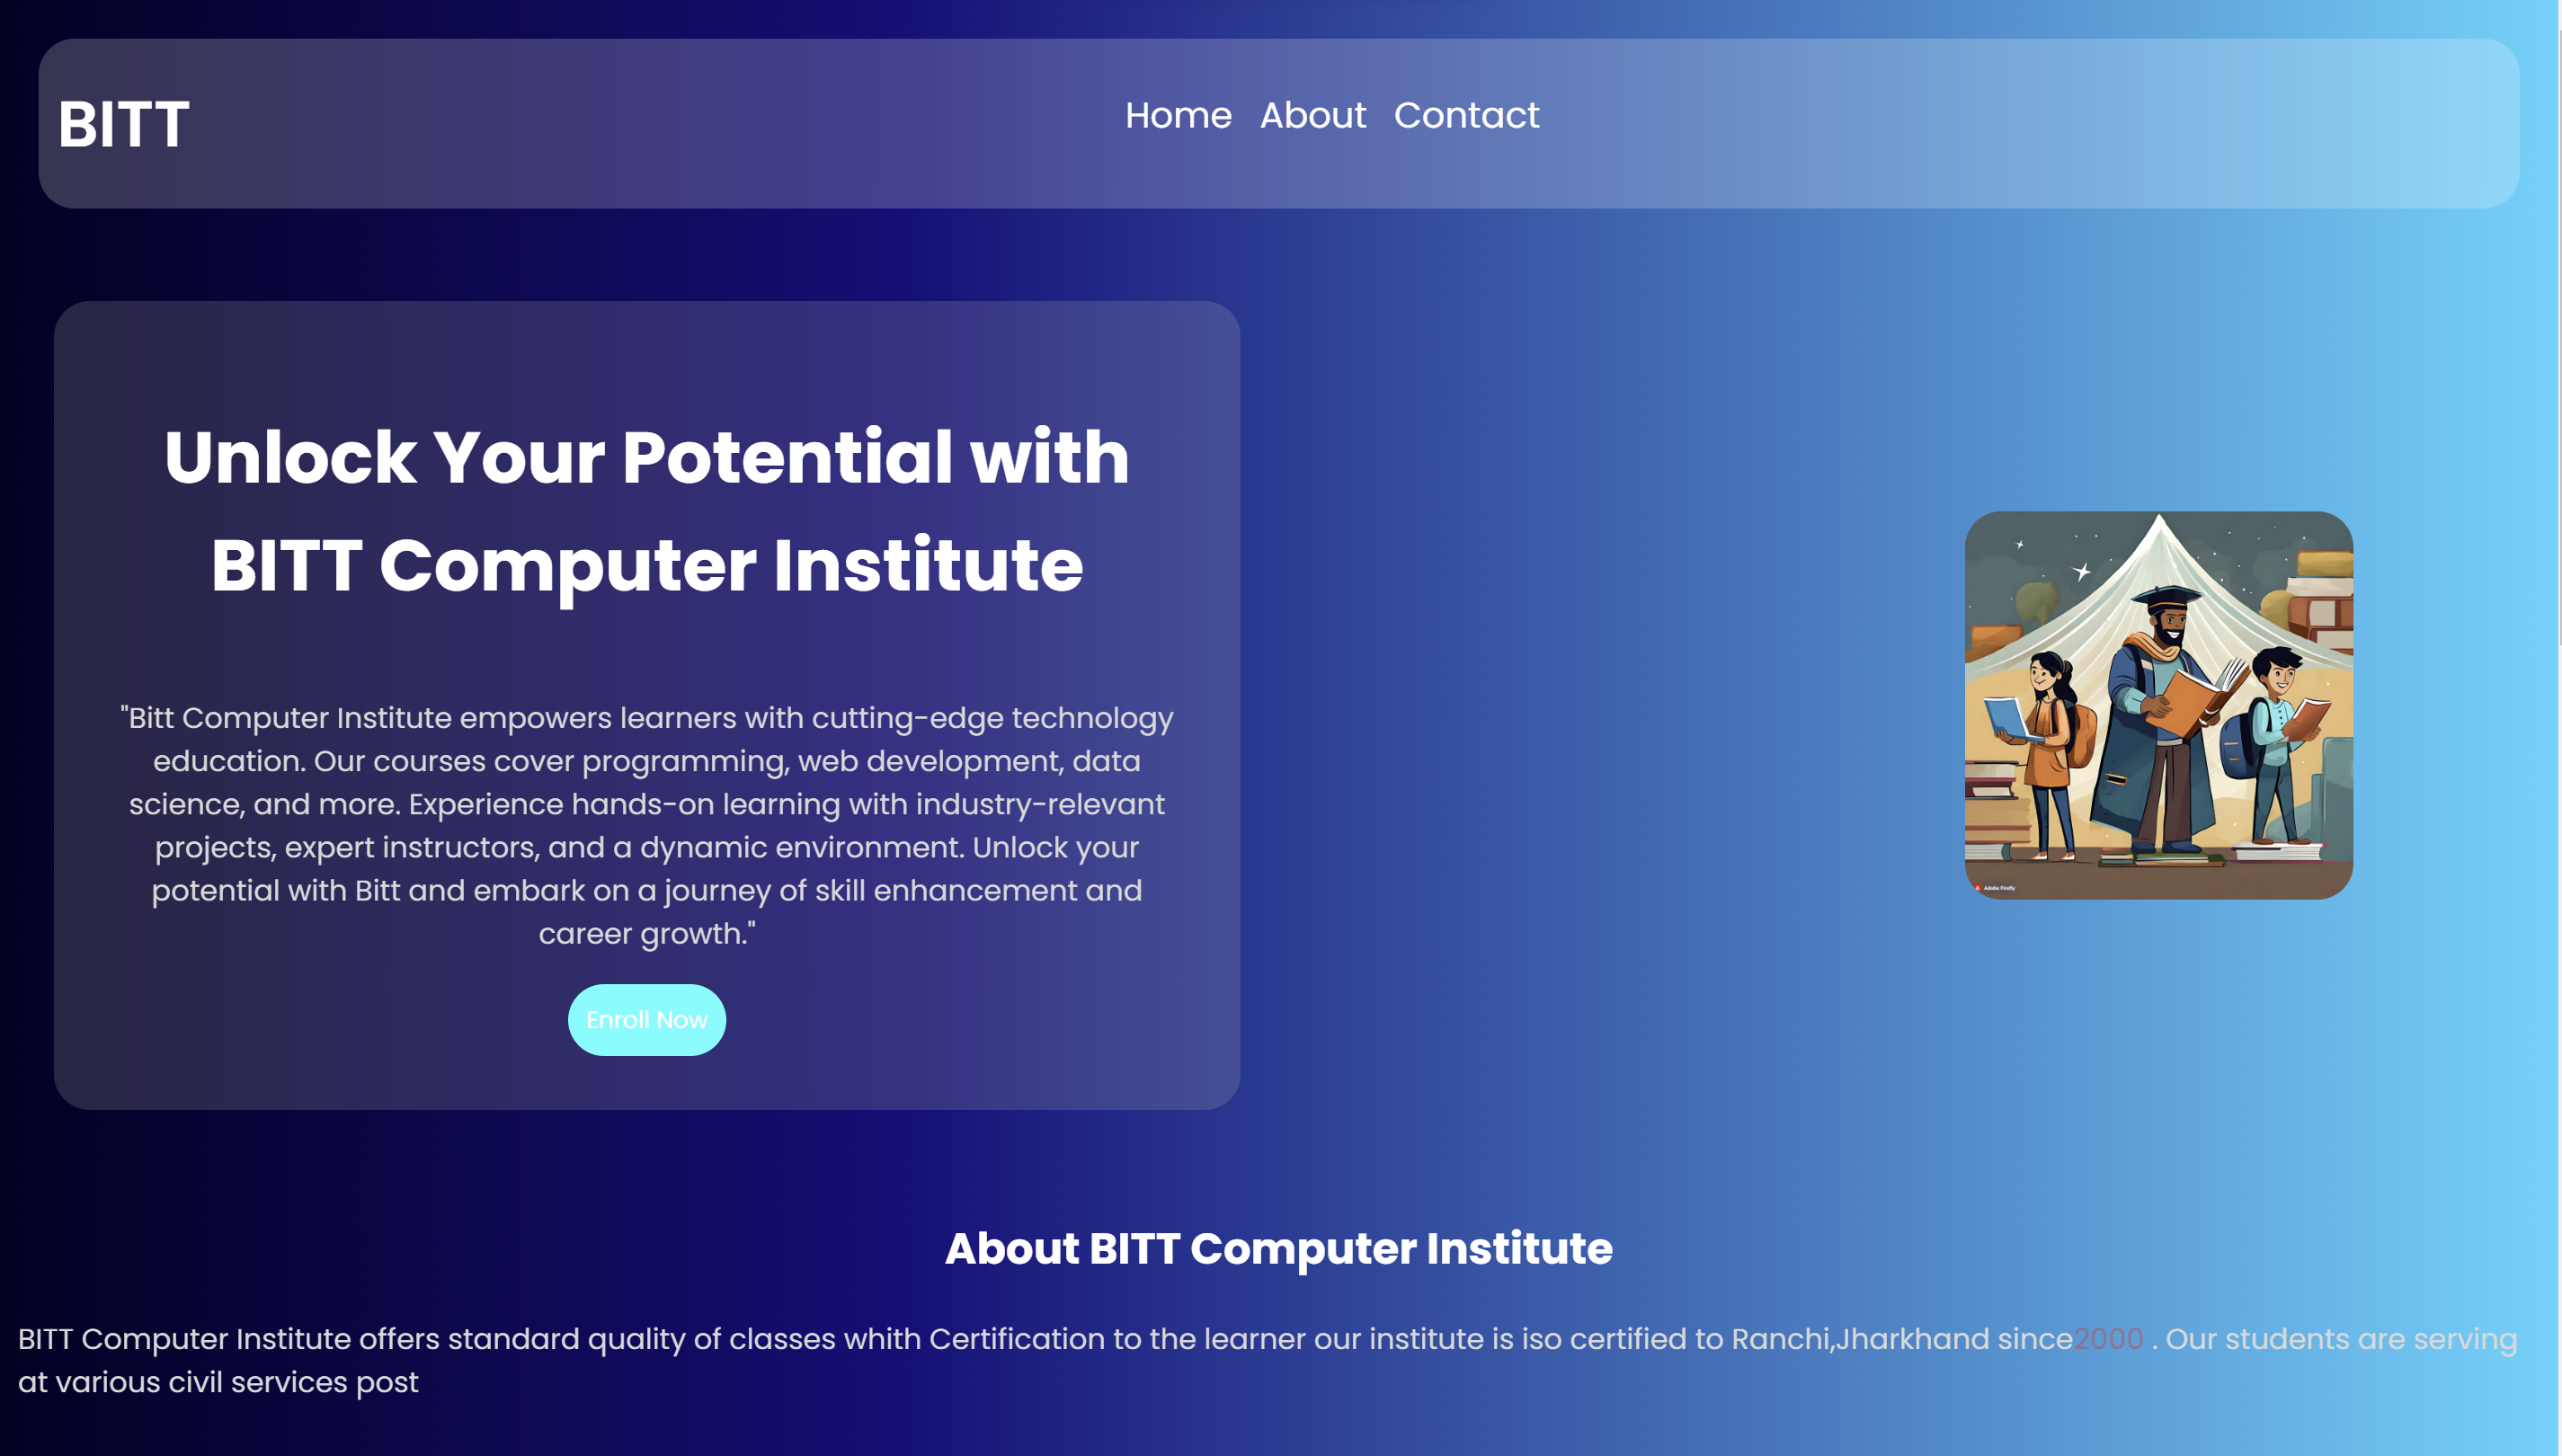 BITT
Home About Contact
Unlock Your Potential with
BITT Computer Institute
"Bitt Computer Institute empowers learners with cutting-edge technology
education. Our courses cover programming, web development, data
science, and more. Experience hands-on learning with industry-relevant
projects, expert instructors, and a dynamic environment. Unlock your
potential with Bitt and embark on a journey of skill enhancement and
career growth."
Enroll Now
Adobe Firefly
About BITT Computer Institute
BITT Computer Institute offers standard quality of classes whith Certification to the learner our institute is iso certified to Ranchi,Jharkhand since2000 . Our students are serving
at various civil services post